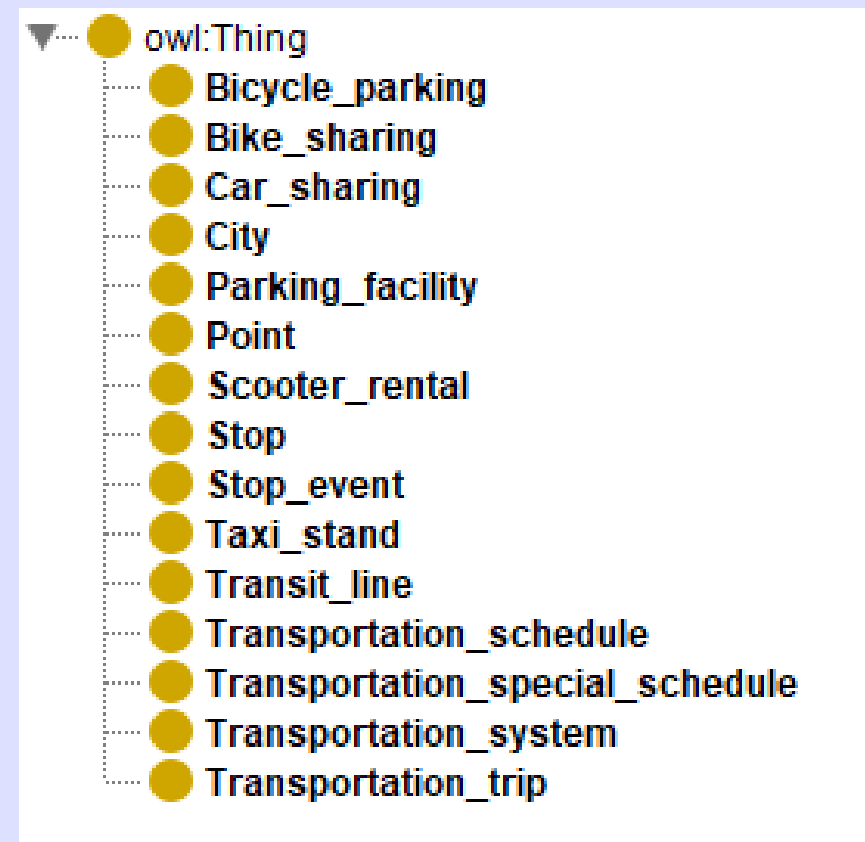 owl:Thing
Bicycle_parking
Bike_sharing
Car_sharing
City
Parking_facility
Point
Scooter_rental
Stop
Stop_event
Taxi_stand
Transit_line
Transportation_schedule
Transportation_special_schedule
Transportation_system
Transportation_trip